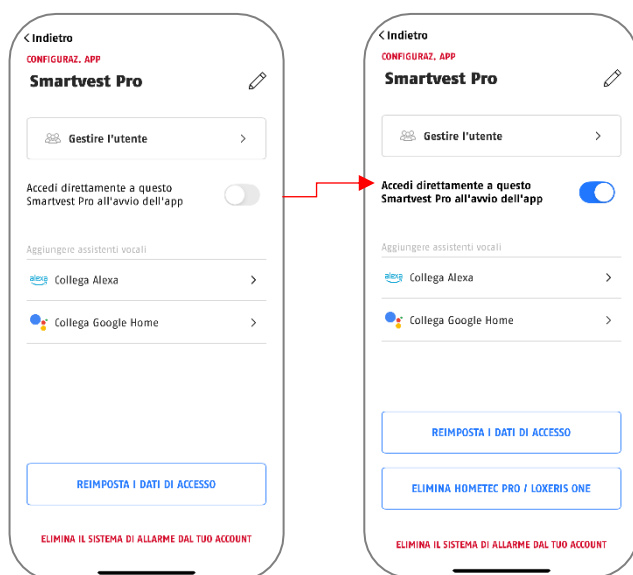 Indietro
CONFIGURAZ. APP
Smartvest Pro
Gestire l'utente
Accedi direttamente a questo
Smartvest Pro all'avvio dell'app
Aggiungere assistenti vocali
alexa Collega Alexa
Collega Google Home
REIMPOSTA I DATI DI ACCESSO
ELIMINA IL SISTEMA DI ALLARME DAL TUO ACCOUNT
Indietro
CONFIGURAZ. APP
Smartvest Pro
Gestire l'utente
Accedi direttamente a questo
Smartvest Pro all'avvio dell'app
Aggiungere assistenti vocali
alexa Collega Alexa
Collega Google Home
REIMPOSTA I DATI DI ACCESSO
ELIMINA HOMETEC PRO / LOXERIS ONE
ELIMINA IL SISTEMA DI ALLARME DAL TUO ACCOUNT